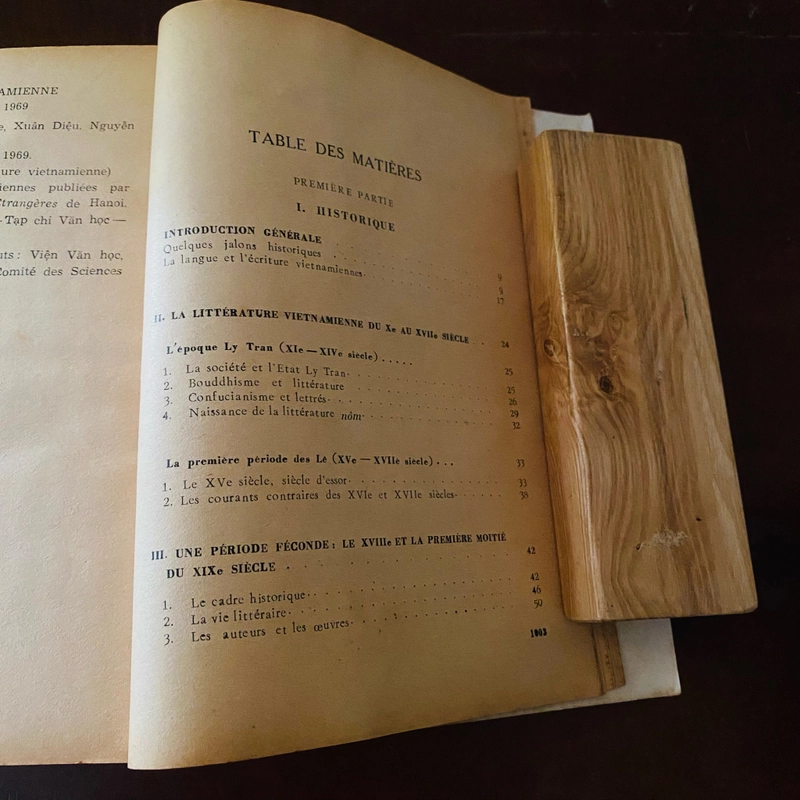 AMIENNE
1969
e, Xuân Diệu, Nguyễn
1969.
ure vietnamienne)
iennes publiées par
Etrangères de Hanoi.
- Tạp chí Văn học —
uts : Viện Văn học,
Comité des Sciences
TABLE DES MATIÈRES
PREMIÈRE PARTIE
I. HISTORIQUE
INTRODUCTION GÉNÉRALE . . . 9
Quelques jalons historiques . . . 9
La langue et l'écriture vietnamiennes . . . 17
II. LA LITTÉRATURE VIETNAMIENNE DU Xe AU XVIIe SIÈCLE . . 24
L'époque Ly Tran (XIe — XIVe siecle) . . . . . 25
1. La société et l'Etat Ly Tran . . . 25
2. Bouddhisme et littérature . . . 26
3. Confucianisme et lettrés . . . 29
4. Naissance de la littérature nôm . . . 32
La première période des Lê (XVe — XVIIe siècle) . . . 33
1. Le XVe siècle, siècle d'essor . . . 33
2. Les courants contraires des XVIe et XVIIe siècles . . . 38
III. UNE PÉRIODE FÉCONDE : LE XVIIIe ET LA PREMIÈRE MOITIÉ
DU XIXe SIÈCLE . . . 42
1. Le cadre historique . . . 42
2. La vie littéraire . . . 46
3. Les auteurs et les œuvres . . . 50
1003